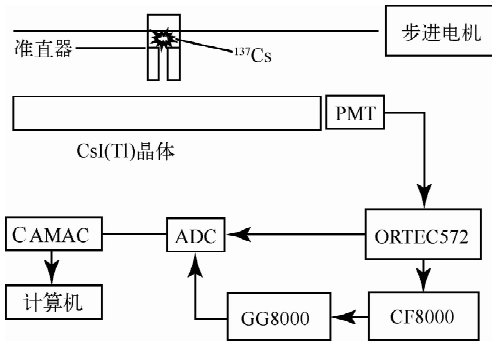 步进电机
准直器
¹³⁷Cs
PMT
CsI(Tl)晶体
CAMAC
ADC
ORTEC572
计算机
GG8000
CF8000